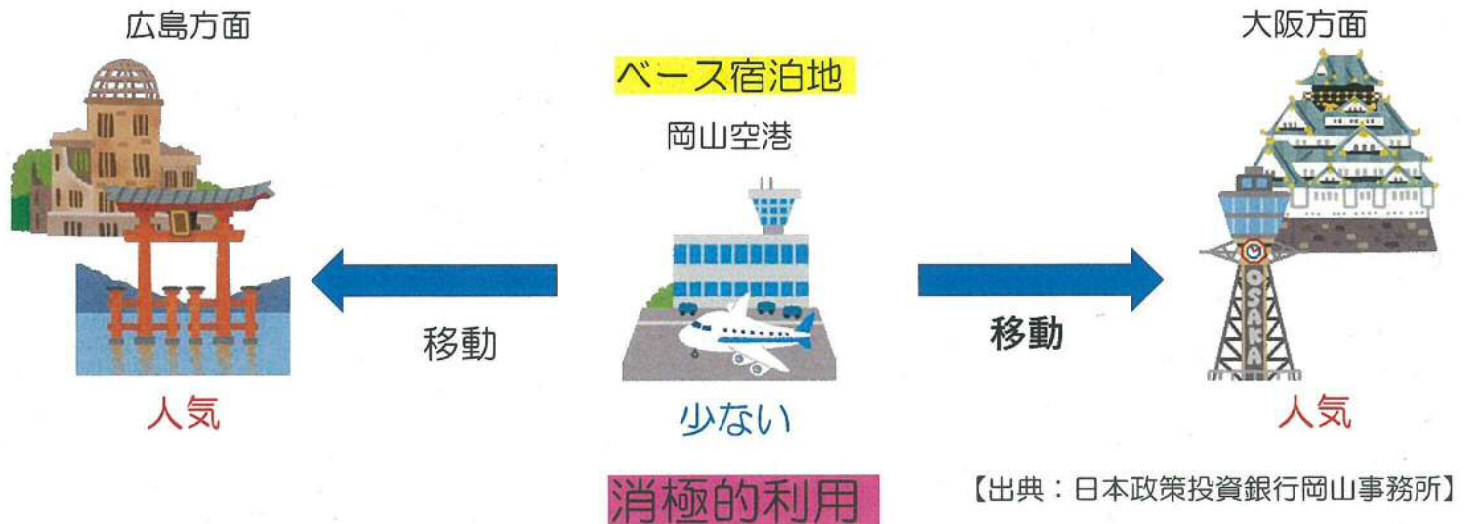 広島方面
大阪方面
ベース宿泊地
岡山空港
移動
移動
OSAKA
人気
少ない
人気
消極的利用
【出典：日本政策投資銀行岡山事務所】